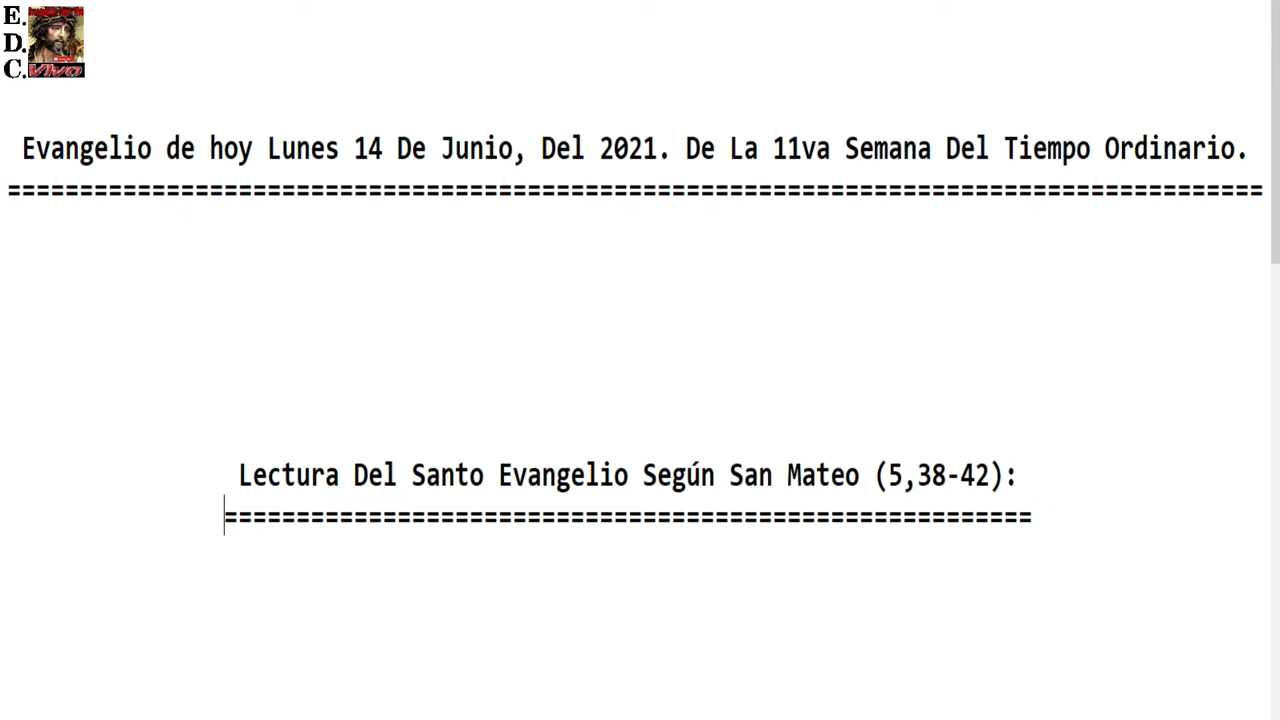 E.
D.
C.
Vivo
Evangelio de hoy Lunes 14 De Junio, Del 2021. De La 11va Semana Del Tiempo Ordinario.
=======================================================================================
Lectura Del Santo Evangelio Según San Mateo (5,38-42):
========================================================